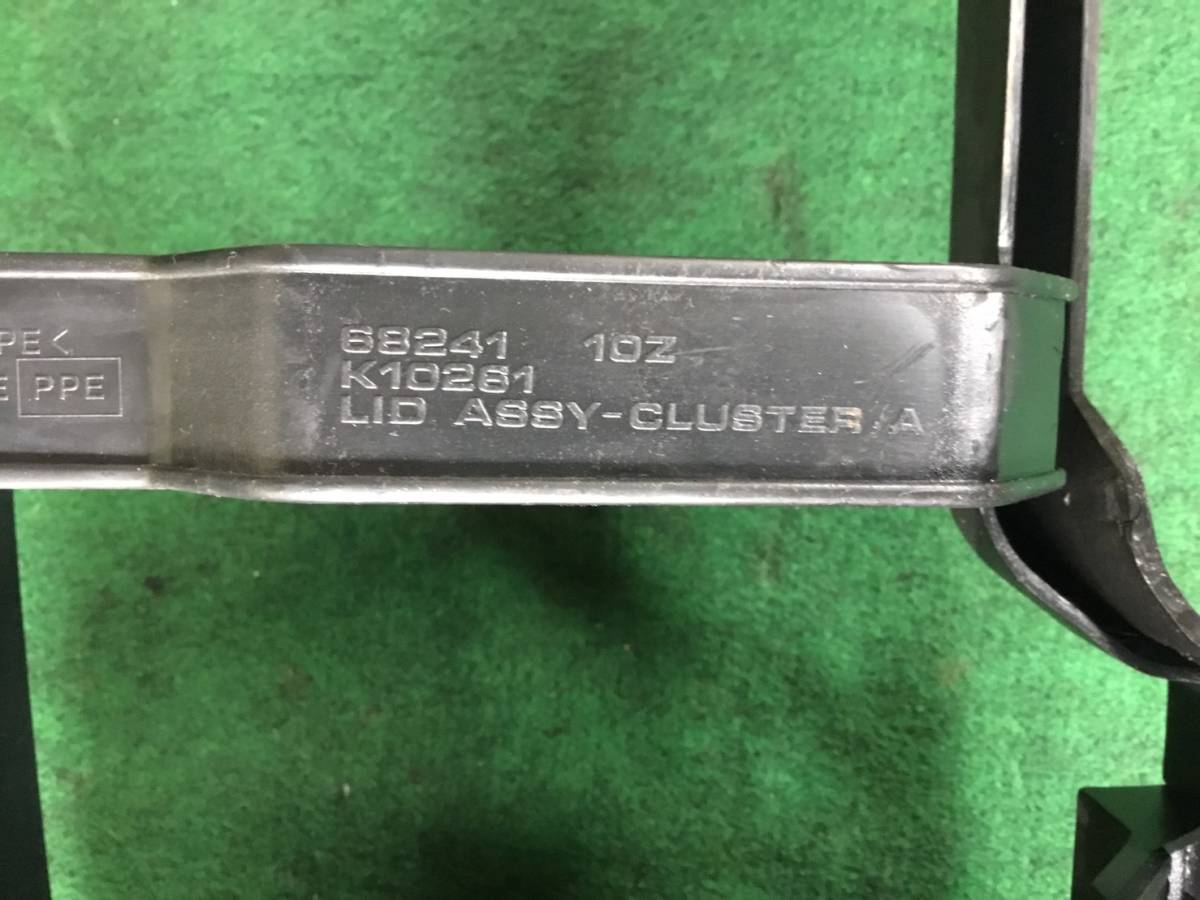 PE<
E PPE
68241 10Z
K10261
LID ASSY-CLUSTER/A